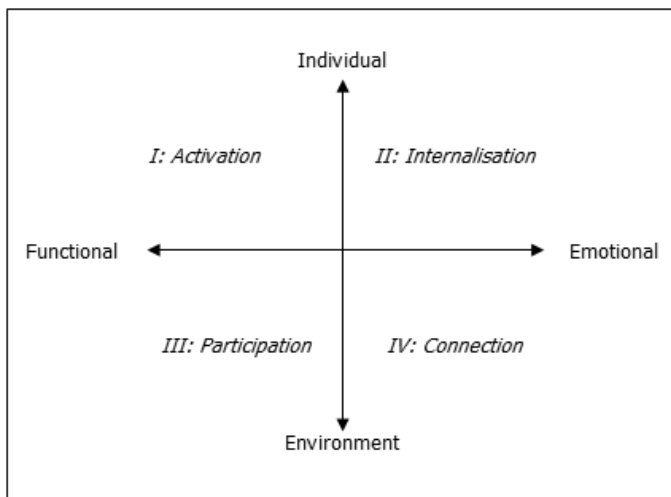 Individual
I: Activation II: Internalisation
Functional Emotional
III: Participation IV: Connection
Environment